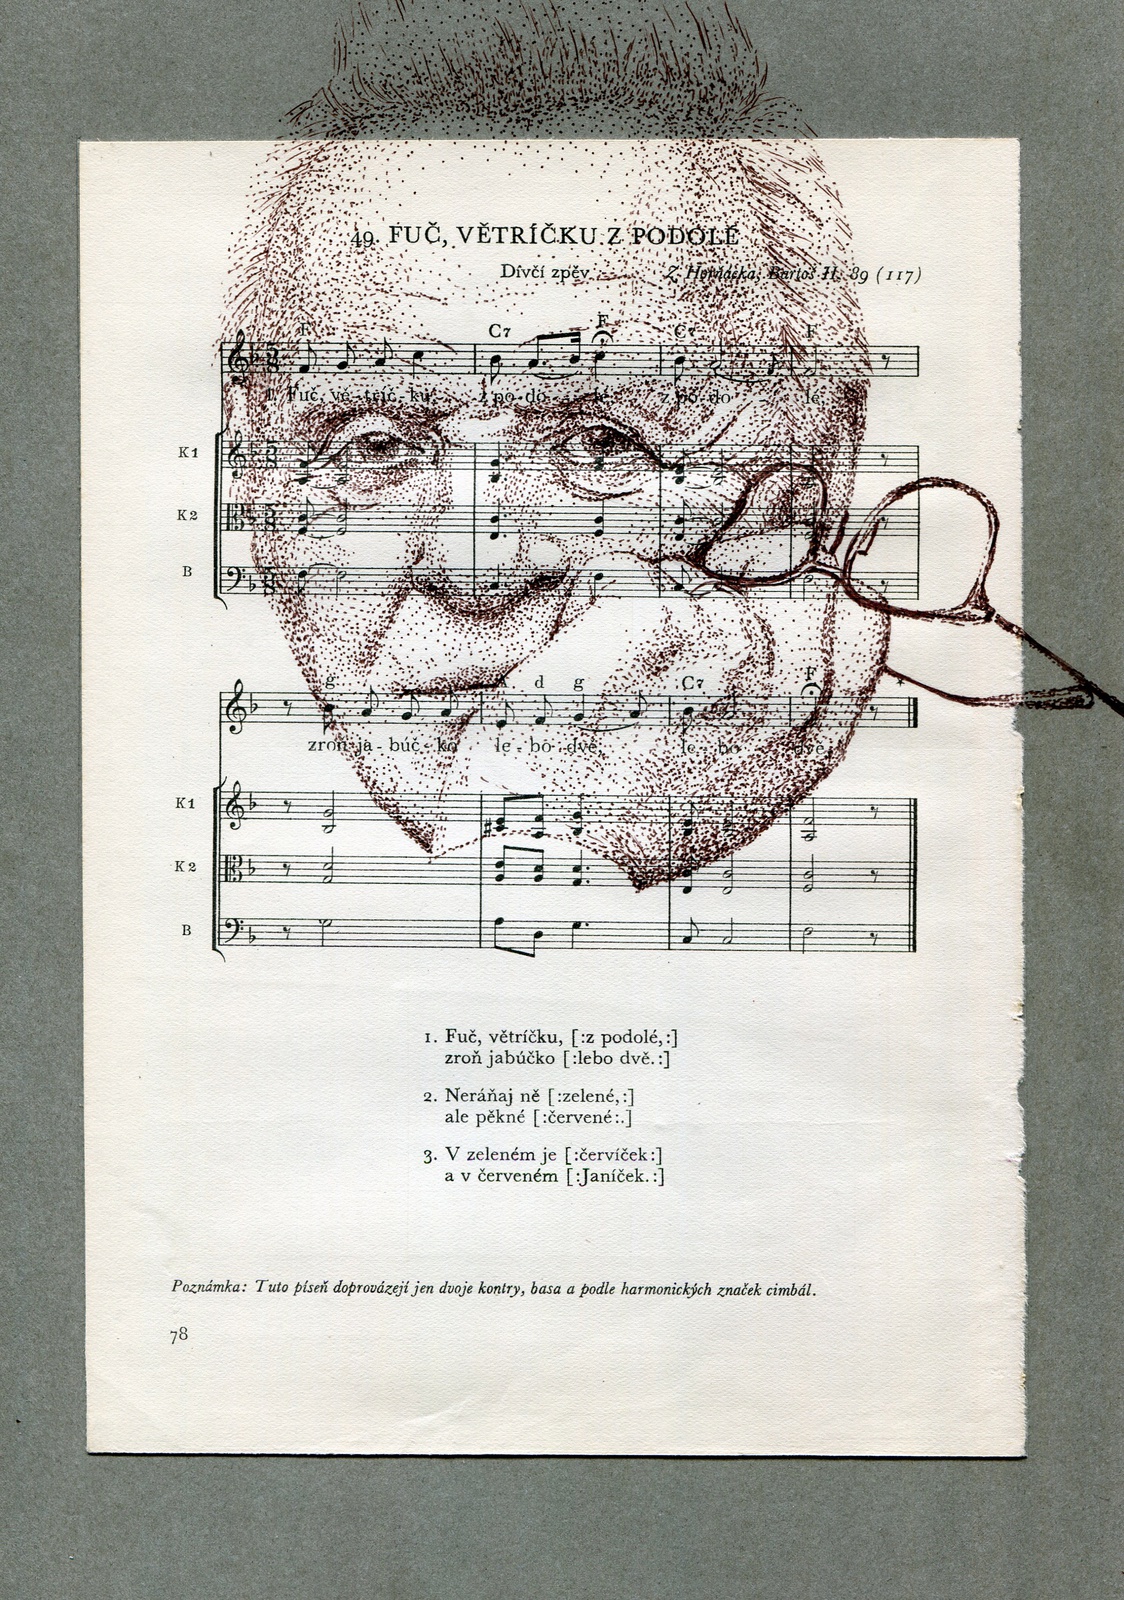 49. FUČ, VĚTRÍČKU Z PODOLÉ
Dívčí zpěv
Z Horňácka, Bartoš II, 89 (117)
F C7 F C7 F
1. Fuč, vě-tríč-ku, z po-do-lé, z po-do-lé,
K1
K2
B
g A d g C7 F
zroň ja-búč-ko le-bo dvě, le-bo dvě.
K1
K2
B
1. Fuč, větríčku, [:z podolé,:]
zroň jabúčko [:lebo dvě.:]
2. Neráňaj ně [:zelené,:]
ale pěkné [:červené:.]
3. V zeleném je [:červíček:]
a v červeném [:Janíček.:]
Poznámka: Tuto píseň doprovázejí jen dvoje kontry, basa a podle harmonických značek cimbál.
78